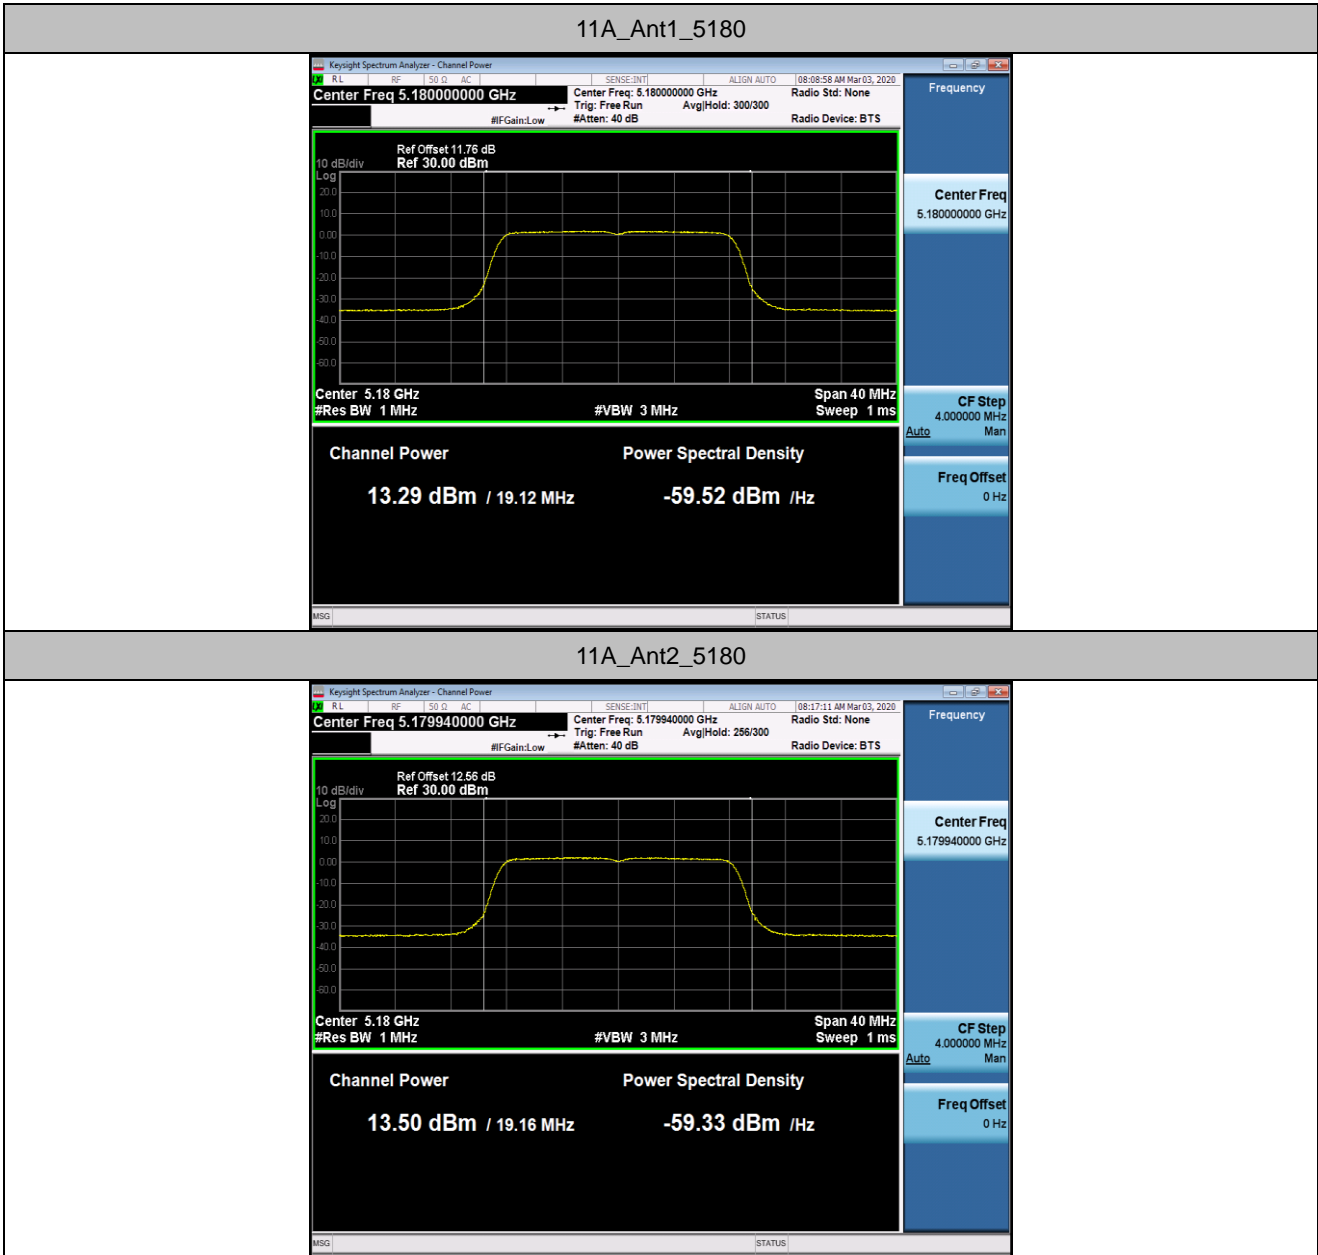 11A_Ant1_5180
Keysight Spectrum Analyzer - Channel Power
LXI RL RF 50 Ω AC SENSE:INT ALIGN AUTO 08:08:58 AM Mar 03, 2020
Center Freq 5.180000000 GHz
Center Freq: 5.180000000 GHz
Radio Std: None
Trig: Free Run Avg|Hold: 300/300
#IFGain:Low
#Atten: 40 dB
Radio Device: BTS
Frequency
Ref Offset 11.76 dB
10 dB/div Ref 30.00 dBm
Log
20.0
10.0
0.00
-10.0
-20.0
-30.0
-40.0
-50.0
-60.0
Center 5.18 GHz
Span 40 MHz
#Res BW 1 MHz
#VBW 3 MHz
Sweep 1 ms
Center Freq
5.180000000 GHz
CF Step
4.000000 MHz
Auto Man
Freq Offset
0 Hz
Channel Power
Power Spectral Density
13.29 dBm / 19.12 MHz
-59.52 dBm /Hz
MSG
STATUS
11A_Ant2_5180
Keysight Spectrum Analyzer - Channel Power
LXI RL RF 50 Ω AC SENSE:INT ALIGN AUTO 08:17:11 AM Mar 03, 2020
Center Freq 5.179940000 GHz
Center Freq: 5.179940000 GHz
Radio Std: None
Trig: Free Run Avg|Hold: 256/300
#IFGain:Low
#Atten: 40 dB
Radio Device: BTS
Frequency
Ref Offset 12.56 dB
10 dB/div Ref 30.00 dBm
Log
20.0
10.0
0.00
-10.0
-20.0
-30.0
-40.0
-50.0
-60.0
Center 5.18 GHz
Span 40 MHz
#Res BW 1 MHz
#VBW 3 MHz
Sweep 1 ms
Center Freq
5.179940000 GHz
CF Step
4.000000 MHz
Auto Man
Freq Offset
0 Hz
Channel Power
Power Spectral Density
13.50 dBm / 19.16 MHz
-59.33 dBm /Hz
MSG
STATUS